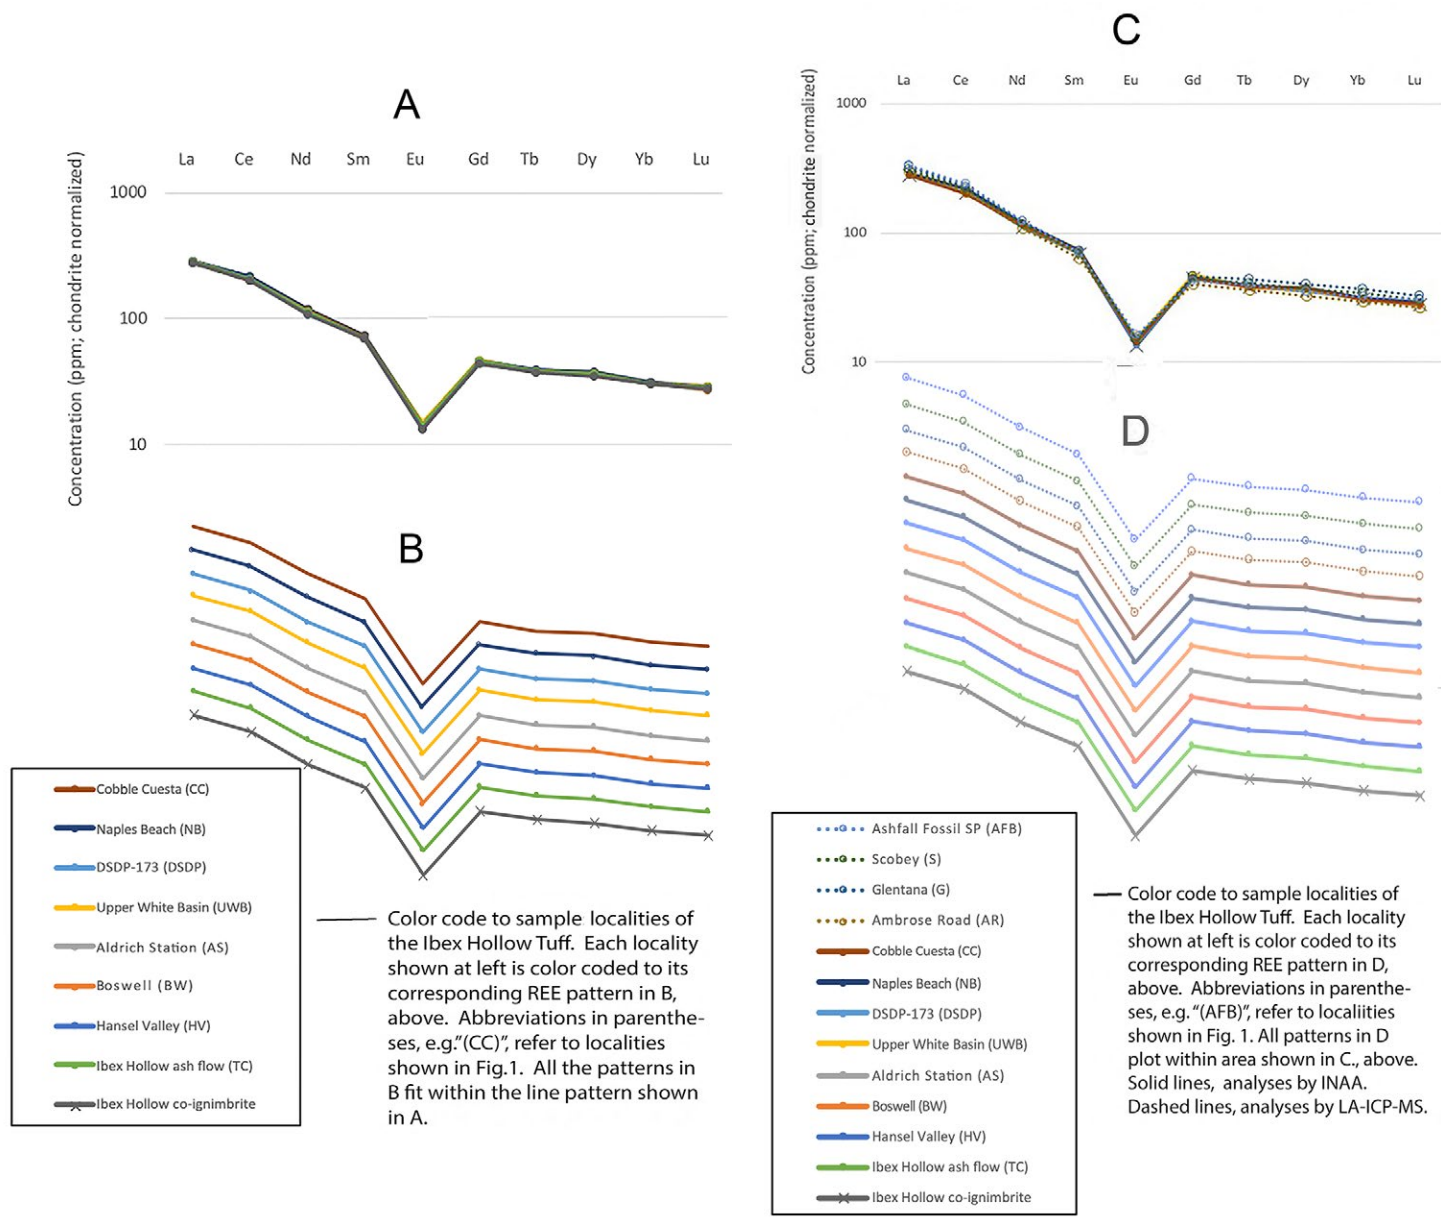 A
La Ce Nd Sm Eu Gd Tb Dy Yb Lu
Concentration (ppm; chondrite normalized)
1000
100
10
B
Cobble Cuesta (CC)
Naples Beach (NB)
DSDP-173 (DSDP)
Upper White Basin (UWB)
Aldrich Station (AS)
Boswell (BW)
Hansel Valley (HV)
Ibex Hollow ash flow (TC)
Ibex Hollow co-ignimbrite
Color code to sample localities of
the Ibex Hollow Tuff. Each locality
shown at left is color coded to its
corresponding REE pattern in B,
above. Abbreviations in parenthe-
ses, e.g."(CC)", refer to localities
shown in Fig.1. All the patterns in
B fit within the line pattern shown
in A.
C
La Ce Nd Sm Eu Gd Tb Dy Yb Lu
Concentration (ppm; chondrite normalized)
1000
100
10
D
Ashfall Fossil SP (AFB)
Scobey (S)
Glentana (G)
Ambrose Road (AR)
Cobble Cuesta (CC)
Naples Beach (NB)
DSDP-173 (DSDP)
Upper White Basin (UWB)
Aldrich Station (AS)
Boswell (BW)
Hansel Valley (HV)
Ibex Hollow ash flow (TC)
Ibex Hollow co-ignimbrite
Color code to sample localities of
the Ibex Hollow Tuff. Each locality
shown at left is color coded to its
corresponding REE pattern in D,
above. Abbreviations in parenthe-
ses, e.g. "(AFB)", refer to localiities
shown in Fig. 1. All patterns in D
plot within area shown in C., above.
Solid lines, analyses by INAA.
Dashed lines, analyses by LA-ICP-MS.